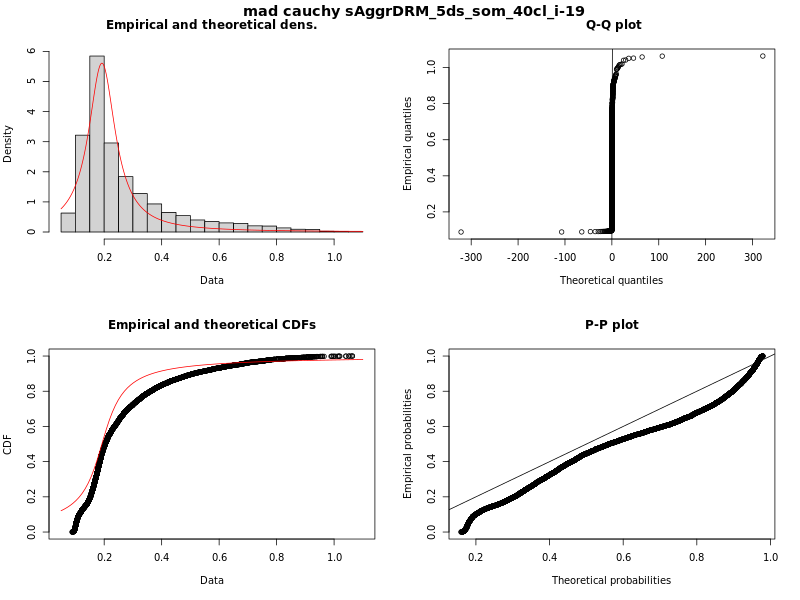 mad cauchy sAggrDRM_5ds_som_40cl_i-19
Empirical and theoretical dens.
Density
0 1 2 3 4 5 6
0.2 0.4 0.6 0.8 1.0
Data
Q-Q plot
Empirical quantiles
0.2 0.4 0.6 0.8 1.0
-300 -200 -100 0 100 200 300
Theoretical quantiles
Empirical and theoretical CDFs
CDF
0.0 0.2 0.4 0.6 0.8 1.0
0.2 0.4 0.6 0.8 1.0
Data
P-P plot
Empirical probabilities
0.0 0.2 0.4 0.6 0.8 1.0
0.2 0.4 0.6 0.8 1.0
Theoretical probabilities